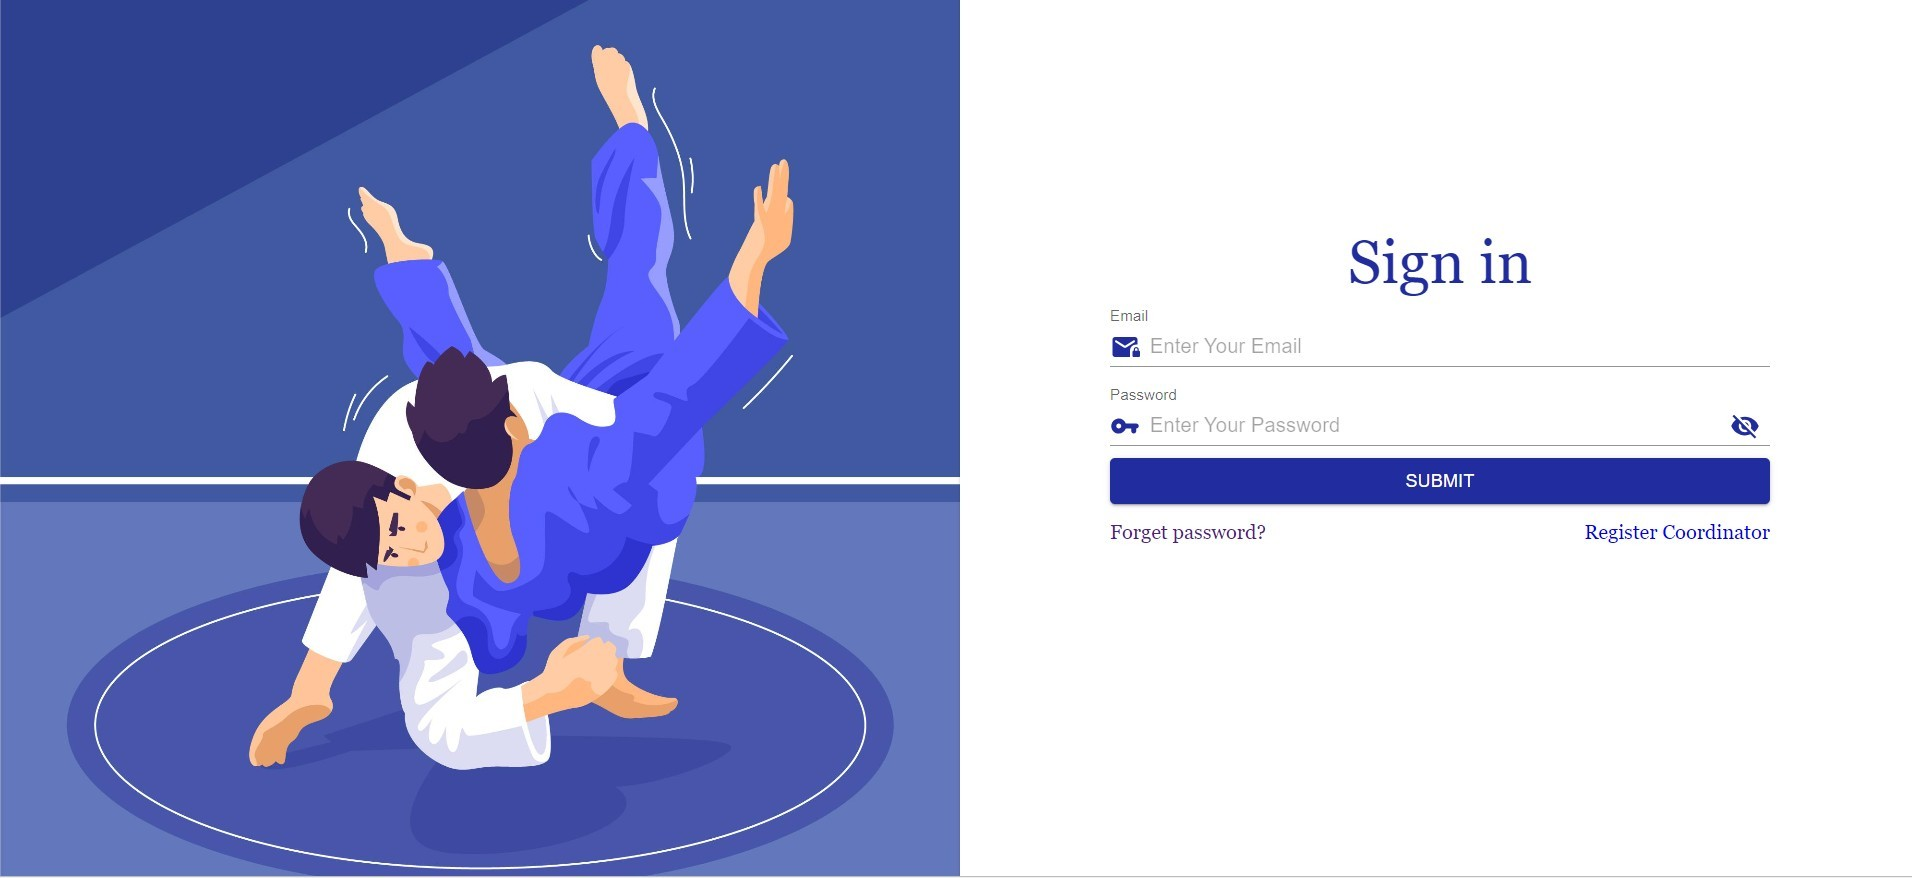 Sign in
Email
Enter Your Email
Password
Enter Your Password
SUBMIT
Forget password?
Register Coordinator